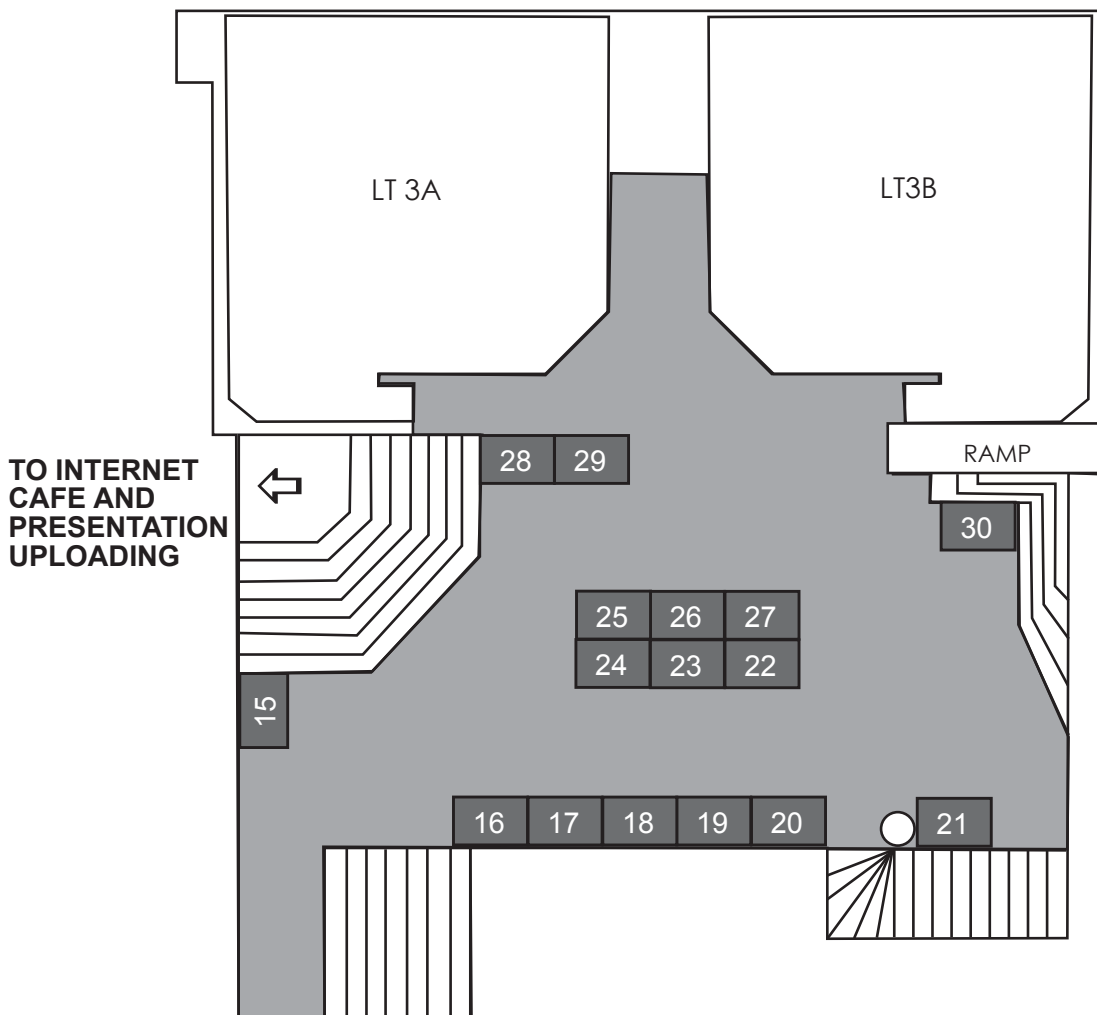 LT 3A
LT3B
TO INTERNET
CAFE AND
PRESENTATION
UPLOADING
RAMP
28 29
30
25 26 27
24 23 22
15
16 17 18 19 20
21